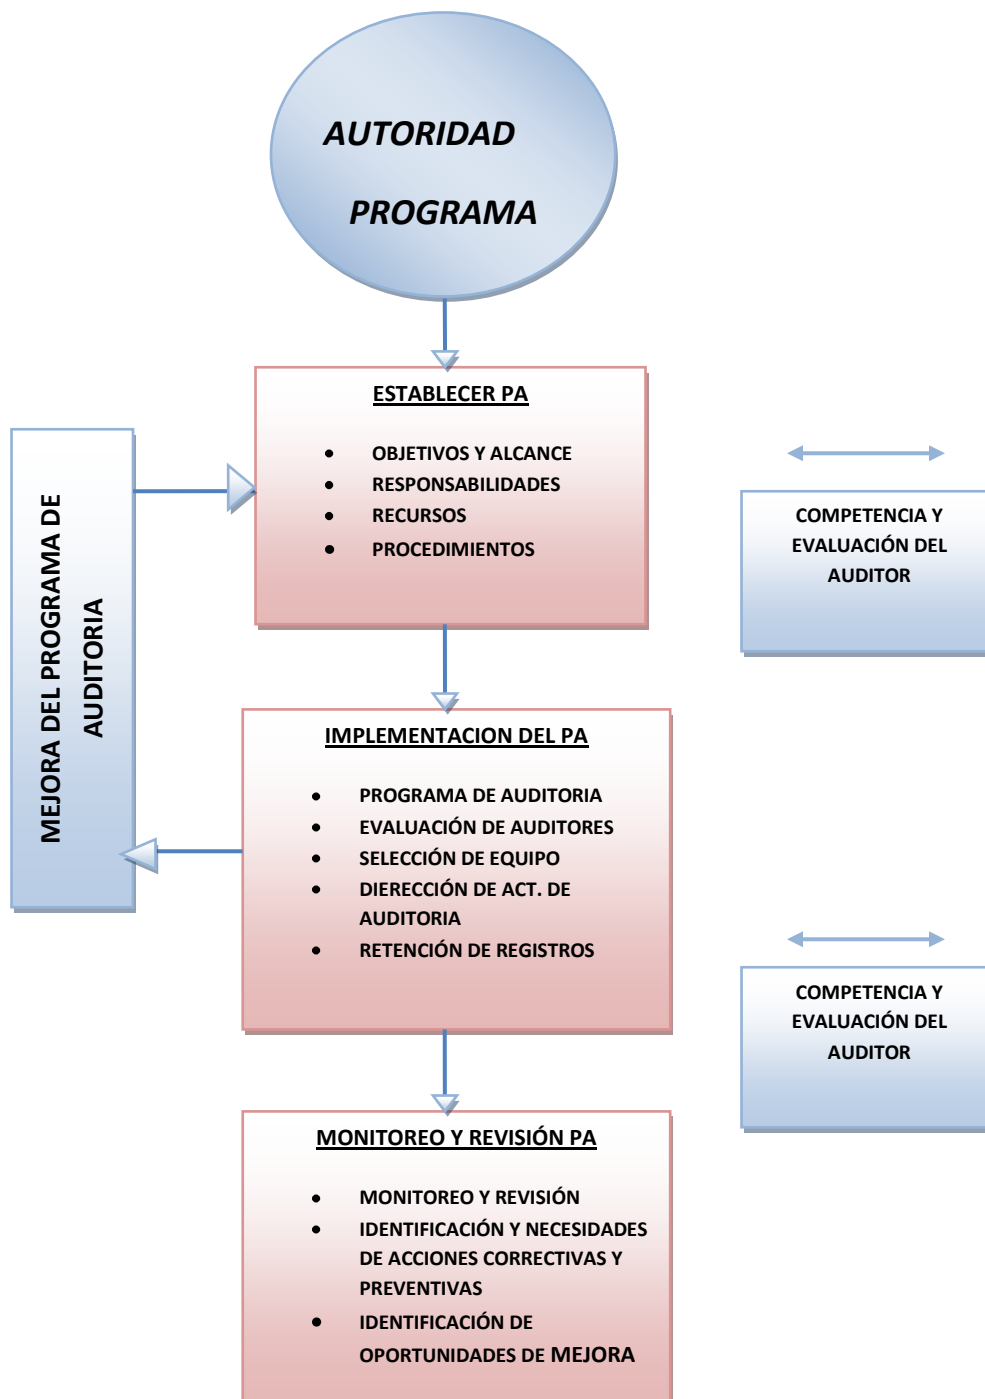 AUTORIDAD
PROGRAMA
ESTABLECER PA
• OBJETIVOS Y ALCANCE
• RESPONSABILIDADES
• RECURSOS
• PROCEDIMIENTOS
MEJORA DEL PROGRAMA DE
AUDITORIA
COMPETENCIA Y
EVALUACIÓN DEL
AUDITOR
IMPLEMENTACION DEL PA
• PROGRAMA DE AUDITORIA
• EVALUACIÓN DE AUDITORES
• SELECCIÓN DE EQUIPO
• DIERECCIÓN DE ACT. DE
AUDITORIA
• RETENCIÓN DE REGISTROS
COMPETENCIA Y
EVALUACIÓN DEL
AUDITOR
MONITOREO Y REVISIÓN PA
• MONITOREO Y REVISIÓN
• IDENTIFICACIÓN Y NECESIDADES
DE ACCIONES CORRECTIVAS Y
PREVENTIVAS
• IDENTIFICACIÓN DE
OPORTUNIDADES DE MEJORA